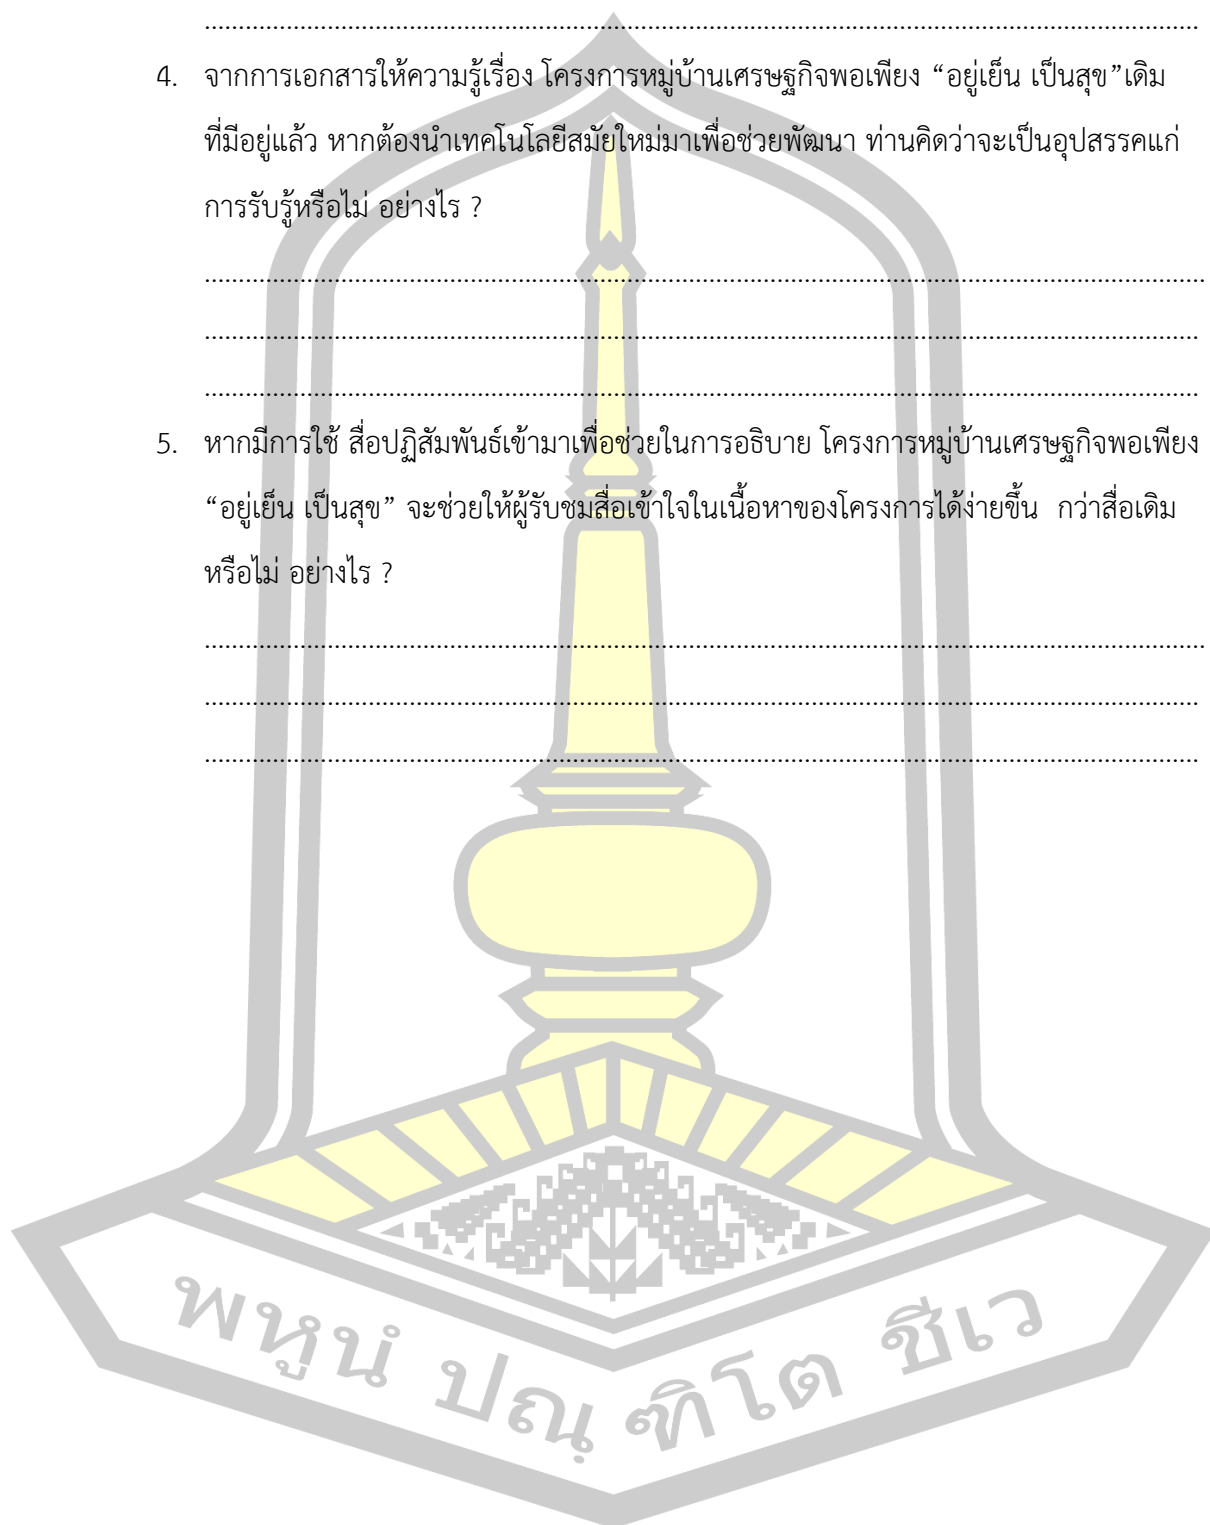 ........................................................................................................................................................
4. จากการเอกสารให้ความรู้เรื่อง โครงการหมู่บ้านเศรษฐกิจพอเพียง “อยู่เย็น เป็นสุข”เดิม
ที่มีอยู่แล้ว หากต้องนำเทคโนโลยีสมัยใหม่มาเพื่อช่วยพัฒนา ท่านคิดว่าจะเป็นอุปสรรคแก่
การรับรู้หรือไม่ อย่างไร ?
........................................................................................................................................................
........................................................................................................................................................
........................................................................................................................................................
5. หากมีการใช้ สื่อปฏิสัมพันธ์เข้ามาเพื่อช่วยในการอธิบาย โครงการหมู่บ้านเศรษฐกิจพอเพียง
“อยู่เย็น เป็นสุข” จะช่วยให้ผู้รับชมสื่อเข้าใจในเนื้อหาของโครงการได้ง่ายขึ้น กว่าสื่อเดิม
หรือไม่ อย่างไร ?
........................................................................................................................................................
........................................................................................................................................................
........................................................................................................................................................
พหูนํ ปณฺฑิโต ชีเว